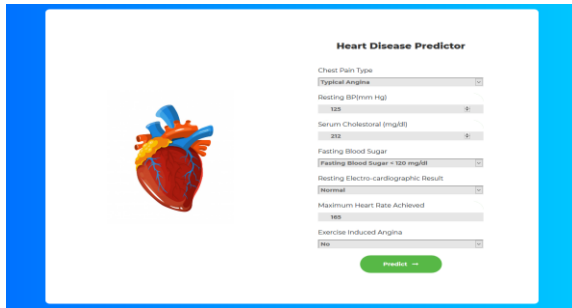 Heart Disease Predictor
Chest Pain Type
Typical Angina
Resting BP(mm Hg)
125
Serum Cholestoral (mg/dl)
212
Fasting Blood Sugar
Fasting Blood Sugar < 120 mg/dl
Resting Electro-cardiographic Result
Normal
Maximum Heart Rate Achieved
165
Exercise Induced Angina
No
Predict →